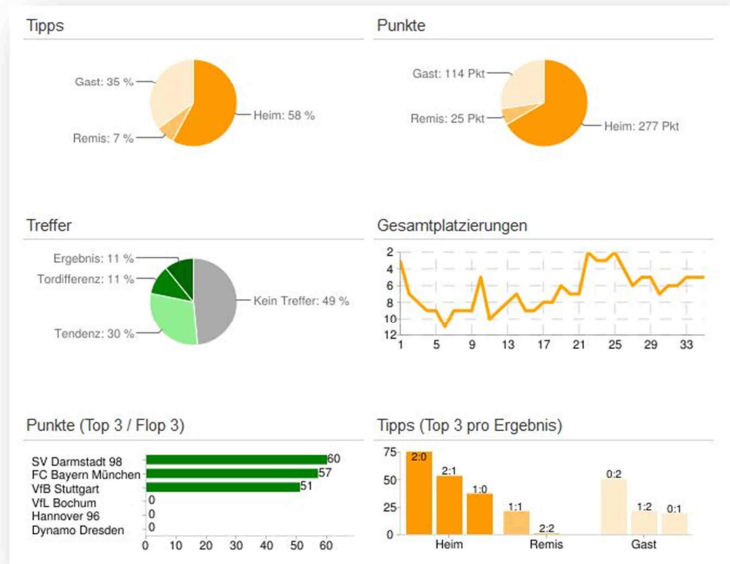 Tipps
Gast: 35 %
Heim: 58 %
Remis: 7 %
Punkte
Gast: 114 Pkt
Remis: 25 Pkt
Heim: 277 Pkt
Treffer
Ergebnis: 11 %
Tordifferenz: 11 %
Kein Treffer: 49 %
Tendenz: 30 %
Gesamtplatzierungen
2
4
6
8
10
12
1 5 9 13 17 21 25 29 33
Punkte (Top 3 / Flop 3)
SV Darmstadt 98 60
FC Bayern München 57
VfB Stuttgart 51
VfL Bochum 0
Hannover 96 0
Dynamo Dresden 0
0 10 20 30 40 50 60
Tipps (Top 3 pro Ergebnis)
75
50
25
0
2:0 2:1 1:0 1:1 2:2 0:2 1:2 0:1
Heim Remis Gast